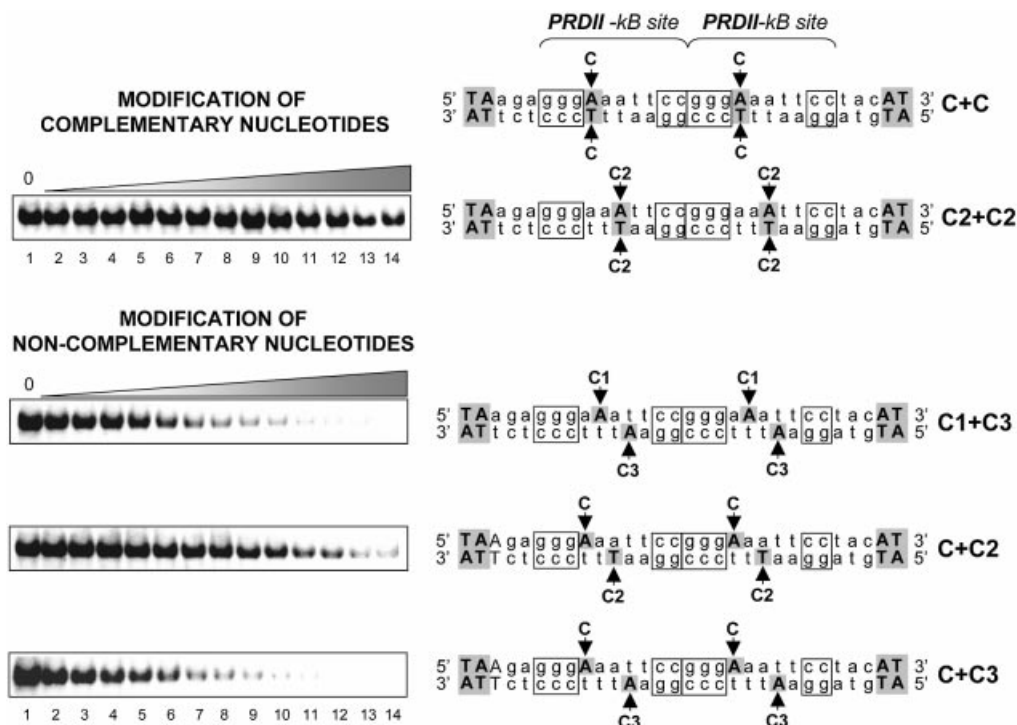 PRDII -kB site PRDII-kB site
MODIFICATION OF
COMPLEMENTARY NUCLEOTIDES
0
1 2 3 4 5 6 7 8 9 10 11 12 13 14
C C
5' TAagagggAaattccgggAaattcctacAT 3'
3' ATtctcccTttaaggcccTttaaggatgTA 5'
C+C
C C
C2 C2
5' TAagagggaaAttccgggaaAttcctacAT 3'
3' ATtctcccttTaaggcccttTaaggatgTA 5'
C2+C2
C2 C2
MODIFICATION OF
NON-COMPLEMENTARY NUCLEOTIDES
0
C1 C1
5' TAagagggaAattccgggaAattcctacAT 3'
3' ATtctccctttAaggccctttAaggatgTA 5'
C1+C3
C3 C3
C C
5' TAAgagggAaattccgggAaattcctacAT 3'
3' ATTctcccttTaaggcccttTaaggatgTA 5'
C+C2
C2 C2
C C
5' TAAgagggAaattccgggAaattcctacAT 3'
3' ATTctccctttAaggccctttAaggatgTA 5'
C+C3
C3 C3
1 2 3 4 5 6 7 8 9 10 11 12 13 14